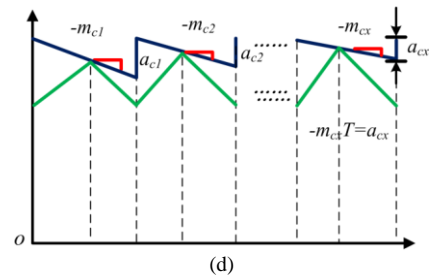 -m_{c1} -m_{c2} -m_{cx}
a_{c1} a_{c2} a_{cx}
-m_{cx}T=a_{cx}
o
(d)